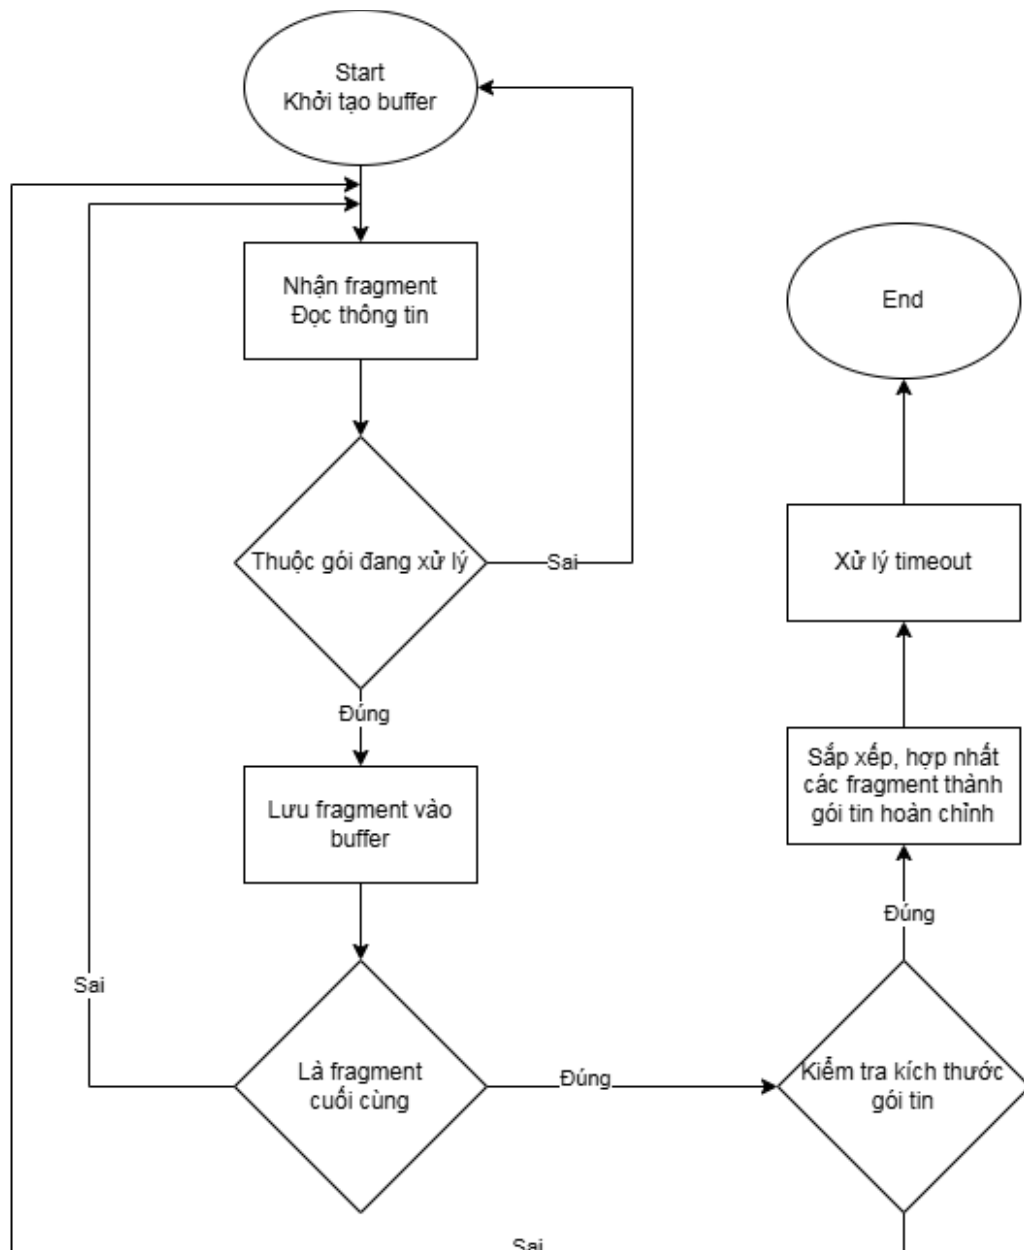 Start
Khởi tạo buffer
Nhận fragment
Đọc thông tin
End
Thuộc gói đang xử lý
Sai
Xử lý timeout
Đúng
Lưu fragment vào
buffer
Sắp xếp, hợp nhất
các fragment thành
gói tin hoàn chỉnh
Đúng
Sai
Là fragment
cuối cùng
Đúng
Kiểm tra kích thước
gói tin
Sai